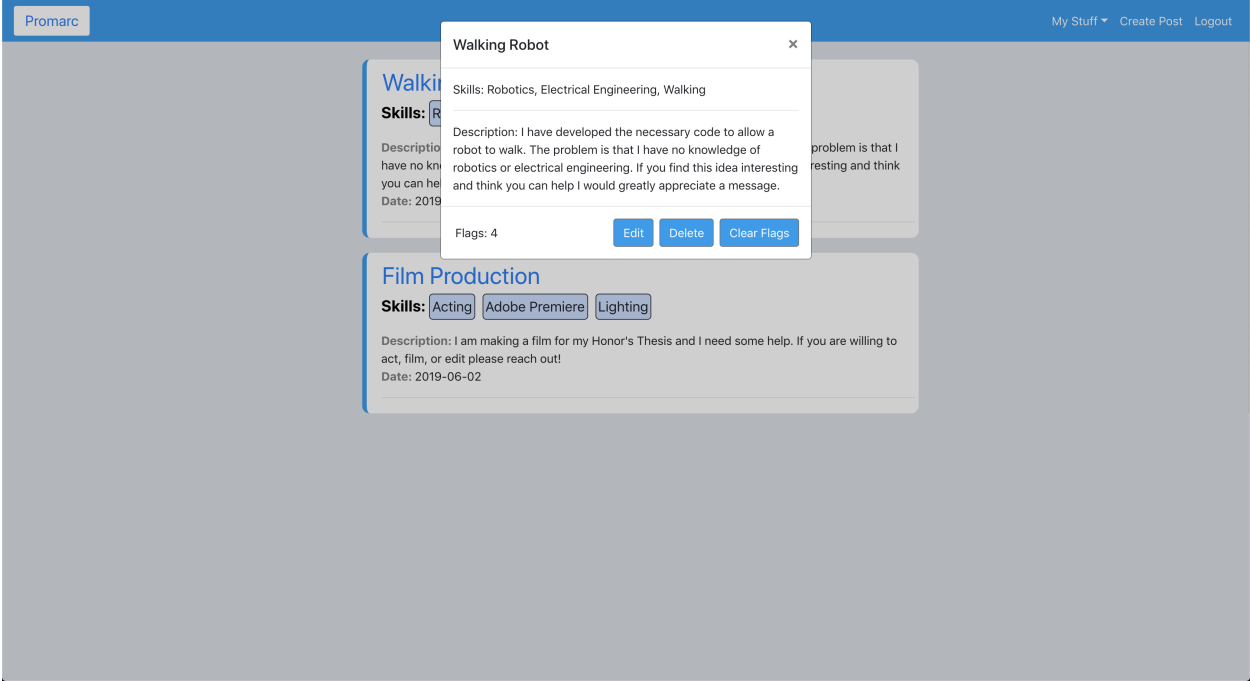 Promarc
My Stuff
Create Post
Logout
Walking Robot
×
Skills: Robotics, Electrical Engineering, Walking
Description: I have developed the necessary code to allow a
robot to walk. The problem is that I have no knowledge of
robotics or electrical engineering. If you find this idea interesting
and think you can help I would greatly appreciate a message.
Flags: 4
Edit
Delete
Clear Flags
Skills:
problem is that I
have no
resting and think
you can
Date: 2019
Film Production
Skills: Acting Adobe Premiere Lighting
Description: I am making a film for my Honor's Thesis and I need some help. If you are willing to
act, film, or edit please reach out!
Date: 2019-06-02